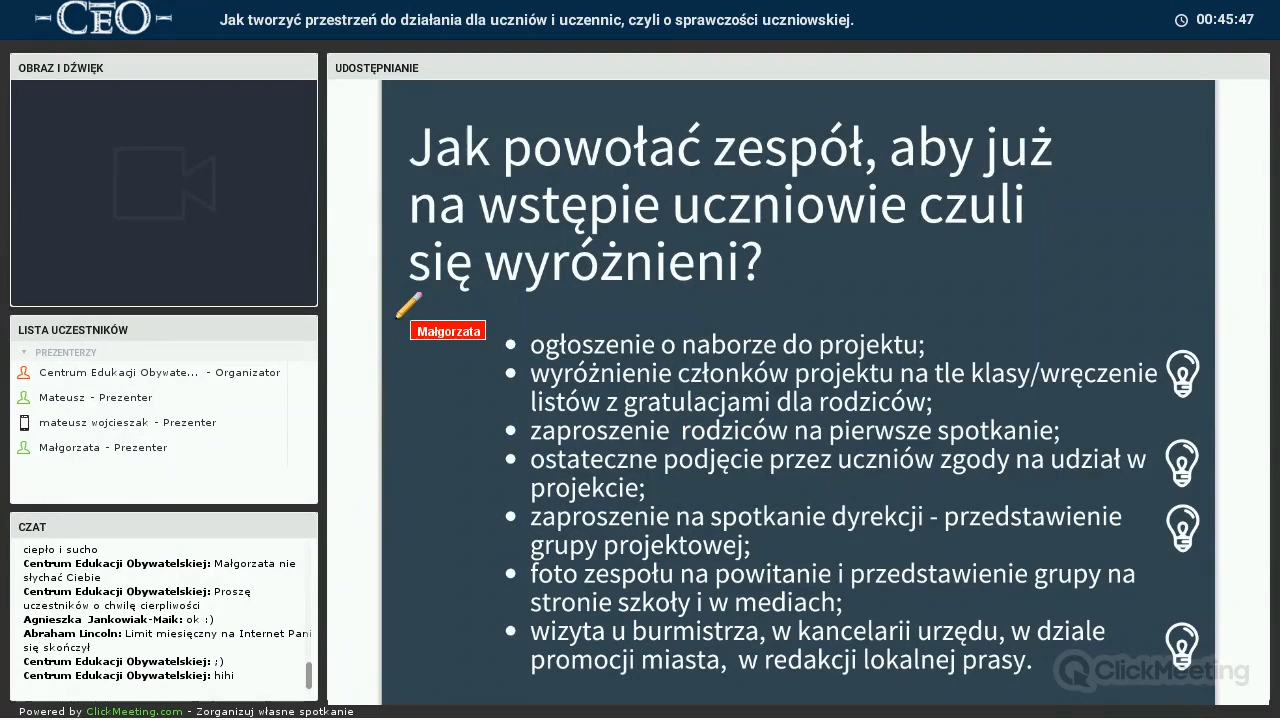 CEO
Jak tworzyć przestrzeń do działania dla uczniów i uczennic, czyli o sprawczości uczniowskiej.
00:45:47
OBRAZ I DŹWIĘK
LISTA UCZESTNIKÓW
PREZENTERZY
Centrum Edukacji Obywate... - Organizator
Mateusz - Prezenter
mateusz wojcieszak - Prezenter
Małgorzata - Prezenter
CZAT
ciepło i sucho
Centrum Edukacji Obywatelskiej: Małgorzata nie
słychać Ciebie
Centrum Edukacji Obywatelskiej: Proszę
uczestników o chwilę cierpliwości
Agnieszka Jankowiak-Maik: ok :)
Abraham Lincoln: Limit miesięczny na Internet Pani
się skończył
Centrum Edukacji Obywatelskiej: ;)
Centrum Edukacji Obywatelskiej: hihi
UDOSTĘPNIANIE
Jak powołać zespół, aby już
na wstępie uczniowie czuli
się wyróżnieni?
Małgorzata
• ogłoszenie o naborze do projektu;
• wyróżnienie członków projektu na tle klasy/wręczenie
listów z gratulacjami dla rodziców;
• zaproszenie rodziców na pierwsze spotkanie;
• ostateczne podjęcie przez uczniów zgody na udział w
projekcie;
• zaproszenie na spotkanie dyrekcji - przedstawienie
grupy projektowej;
• foto zespołu na powitanie i przedstawienie grupy na
stronie szkoły i w mediach;
• wizyta u burmistrza, w kancelarii urzędu, w dziale
promocji miasta, w redakcji lokalnej prasy.
ClickMeeting
Powered by ClickMeeting.com - Zorganizuj własne spotkanie